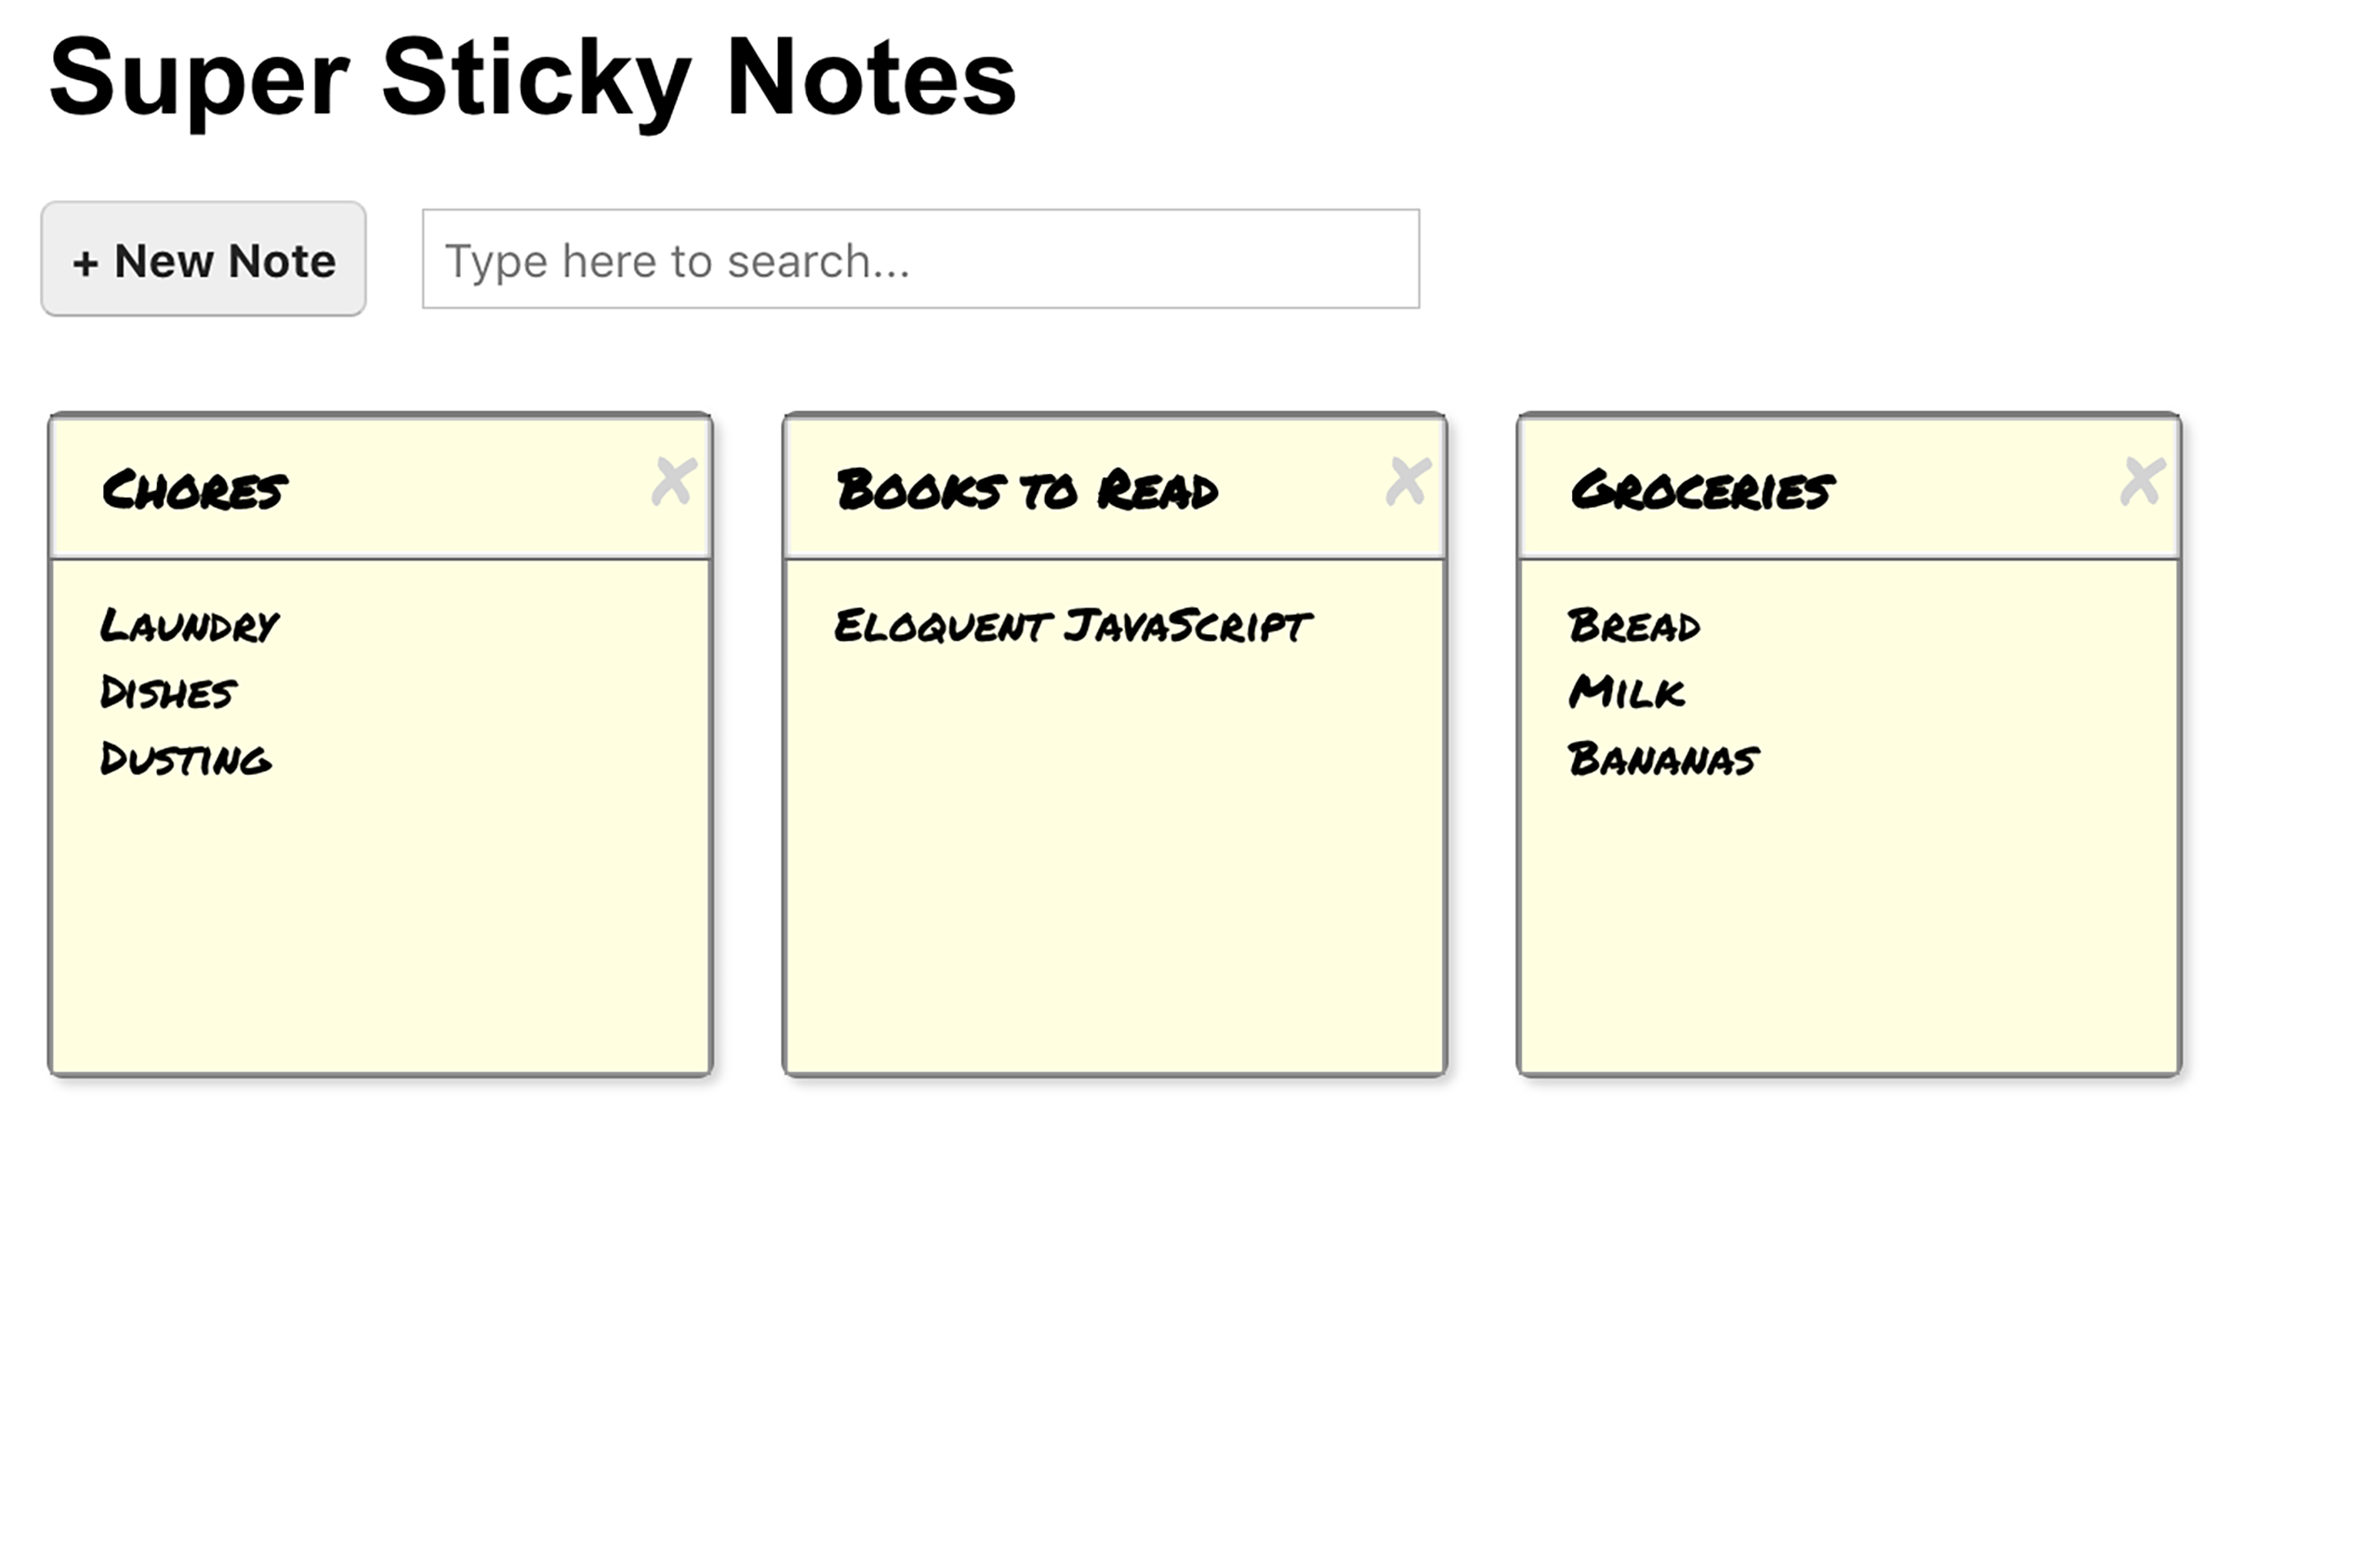 Super Sticky Notes
+ New Note
Type here to search...
Chores
Laundry
Dishes
Dusting
Books to Read
Eloquent JavaScript
Groceries
Bread
Milk
Bananas